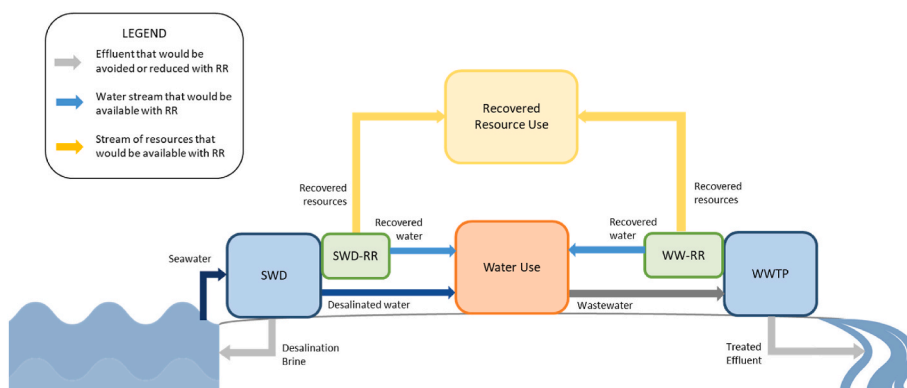 LEGEND
Effluent that would be
avoided or reduced with RR
Water stream that would be
available with RR
Stream of resources that
would be available with RR
Recovered
Resource Use
Recovered
resources
Recovered
resources
Recovered
water
Recovered
water
Seawater
SWD
SWD-RR
Water Use
WW-RR
WWTP
Desalinated water
Wastewater
Desalination
Brine
Treated
Effluent